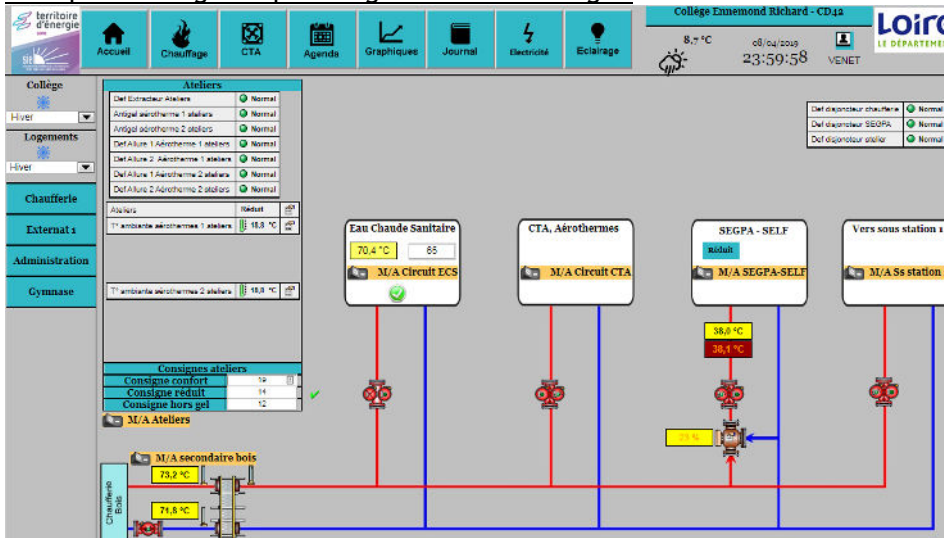 territoire
d'énergie
Accueil
Chauffage
CTA
Agenda
Graphiques
Journal
Electricité
Eclairage
Collège Ennemond Richard - CD42
8,7 °C
08/04/2019
23:59:58
VENET
LOIRE
LE DÉPARTEMENT
Collège
Hiver
Logements
Hiver
Chaufferie
Externat 1
Administration
Gymnase
Ateliers
Def Extracteur Ateliers Normal
Antigel aérotherme 1 ateliers Normal
Antigel aérotherme 2 ateliers Normal
Def Allure 1 Aérotherme 1 ateliers Normal
Def Allure 2 Aérotherme 1 ateliers Normal
Def Allure 1 Aérotherme 2 ateliers Normal
Def Allure 2 Aérotherme 2 ateliers Normal
Ateliers Réduit
T° ambiante aérothermes 1 ateliers 18,8 °C
T° ambiante aérothermes 2 ateliers 18,8 °C
Consignes ateliers
Consigne confort 19
Consigne réduit 14
Consigne hors gel 12
M/A Ateliers
Def disjoncteur chaufferie Normal
Def disjoncteur SEGPA Normal
Def disjoncteur atelier Normal
Eau Chaude Sanitaire
70,4 °C 65
M/A Circuit ECS
CTA, Aérothermes
M/A Circuit CTA
SEGPA - SELF
Réduit
M/A SEGPA-SELF
38,0 °C
38,1 °C
23 %
Vers sous station 1
M/A Ss station
M/A secondaire bois
73,2 °C
71,8 °C
Chaufferie
Bois